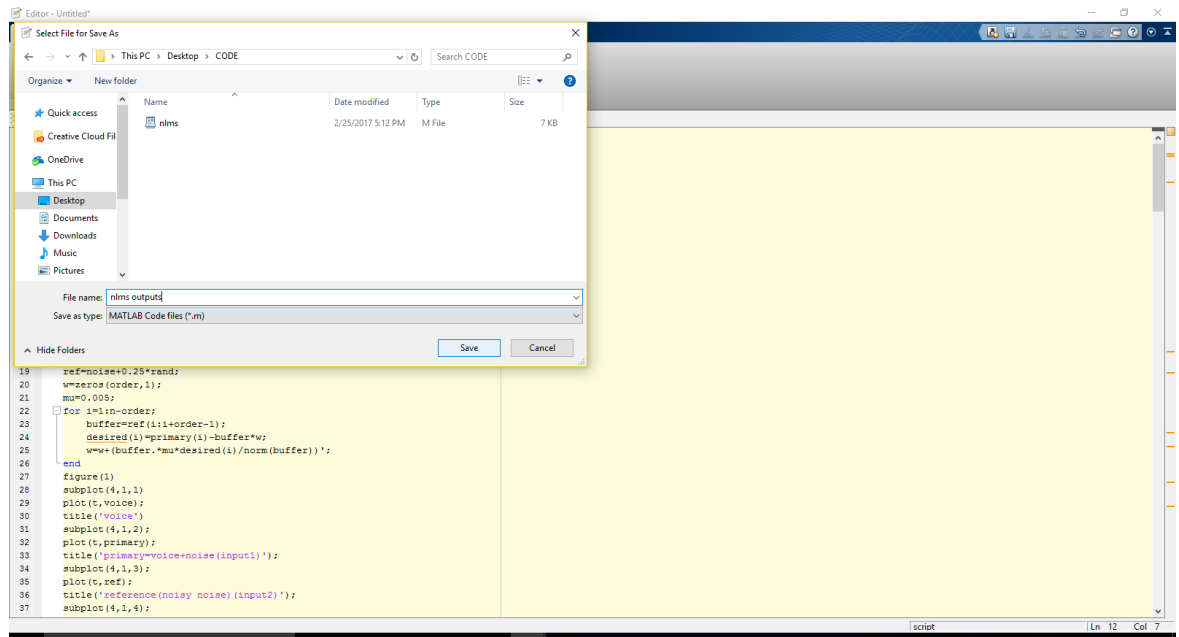 Editor - Untitled*
Select File for Save As
This PC > Desktop > CODE
Search CODE
Organize
New folder
Name
Date modified
Type
Size
Quick access
Creative Cloud Fil
OneDrive
This PC
Desktop
Documents
Downloads
Music
Pictures
nlms
2/25/2017 5:12 PM
M File
7 KB
File name:
nlms outputs
Save as type:
MATLAB Code files (*.m)
Hide Folders
Save
Cancel
19 ref=noise+0.25*rand;
20 w=zeros(order,1);
21 mu=0.005;
22 for i=1:n-order;
23 buffer=ref(i:i+order-1);
24 desired(i)=primary(i)-buffer*w;
25 w=w+(buffer.*mu*desired(i)/norm(buffer))';
26 end
27 figure(1)
28 subplot(4,1,1)
29 plot(t,voice);
30 title('voice')
31 subplot(4,1,2);
32 plot(t,primary);
33 title('primary=voice+noise(input1)');
34 subplot(4,1,3);
35 plot(t,ref);
36 title('reference(noisy noise)(input2)');
37 subplot(4,1,4);
script
Ln 12 Col 7